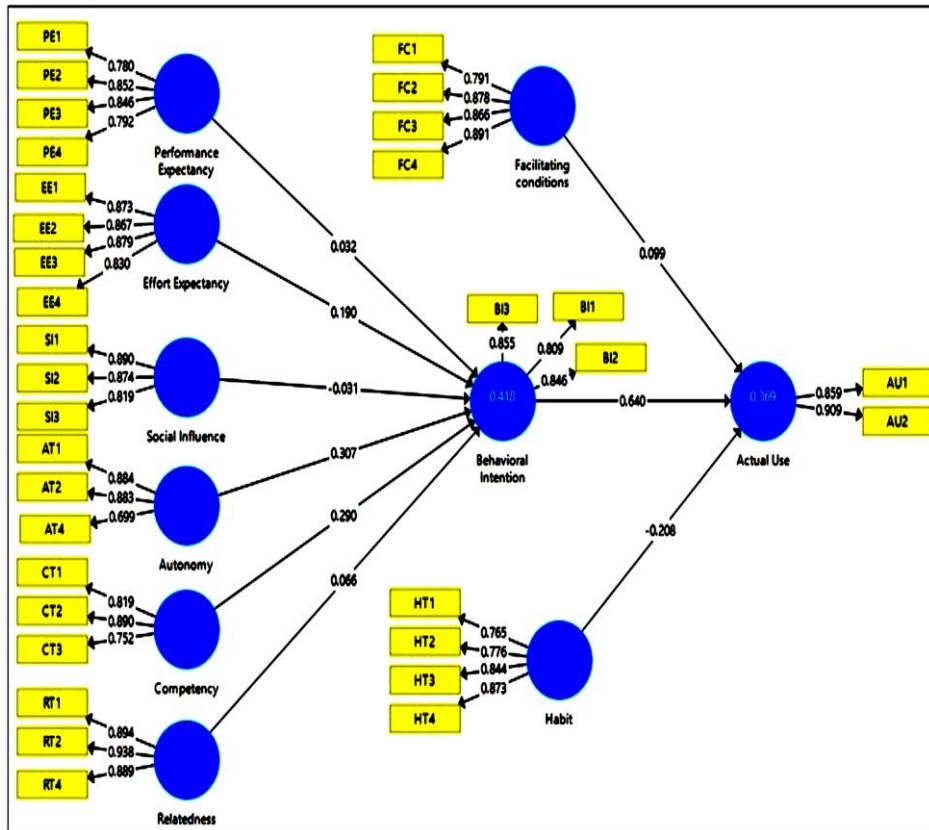 PE1
0.780
PE2
0.852
PE3
0.846
PE4
0.792
Performance
Expectancy
EE1
0.873
EE2
0.867
EE3
0.879
EE4
0.830
Effort Expectancy
SI1
0.890
SI2
0.874
SI3
0.819
Social Influence
AT1
0.884
AT2
0.883
AT4
0.699
Autonomy
CT1
0.819
CT2
0.890
CT3
0.752
Competency
RT1
0.894
RT2
0.938
RT4
0.889
Relatedness
0.032
0.190
-0.031
0.307
0.290
0.066
FC1
0.791
FC2
0.878
FC3
0.866
FC4
0.891
Facilitating
conditions
0.099
BI3
0.855
BI1
0.809
BI2
0.846
0.418
Behavioral
Intention
0.640
0.369
Actual Use
0.859
AU1
0.909
AU2
-0.208
HT1
0.765
HT2
0.776
HT3
0.844
HT4
0.873
Habit